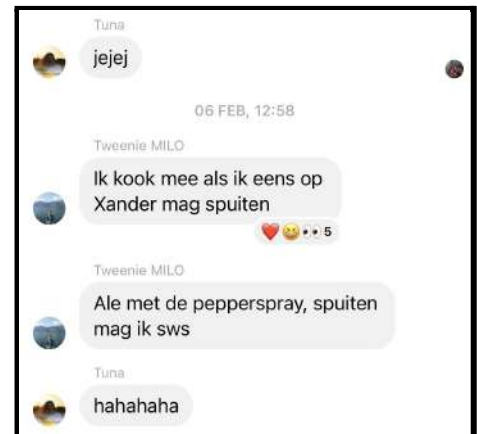 Tuna
jejej
06 FEB, 12:58
Tweenie MILO
Ik kook mee als ik eens op
Xander mag spuiten
❤️😆👀 5
Tweenie MILO
Ale met de pepperspray, spuiten
mag ik sws
Tuna
hahahaha